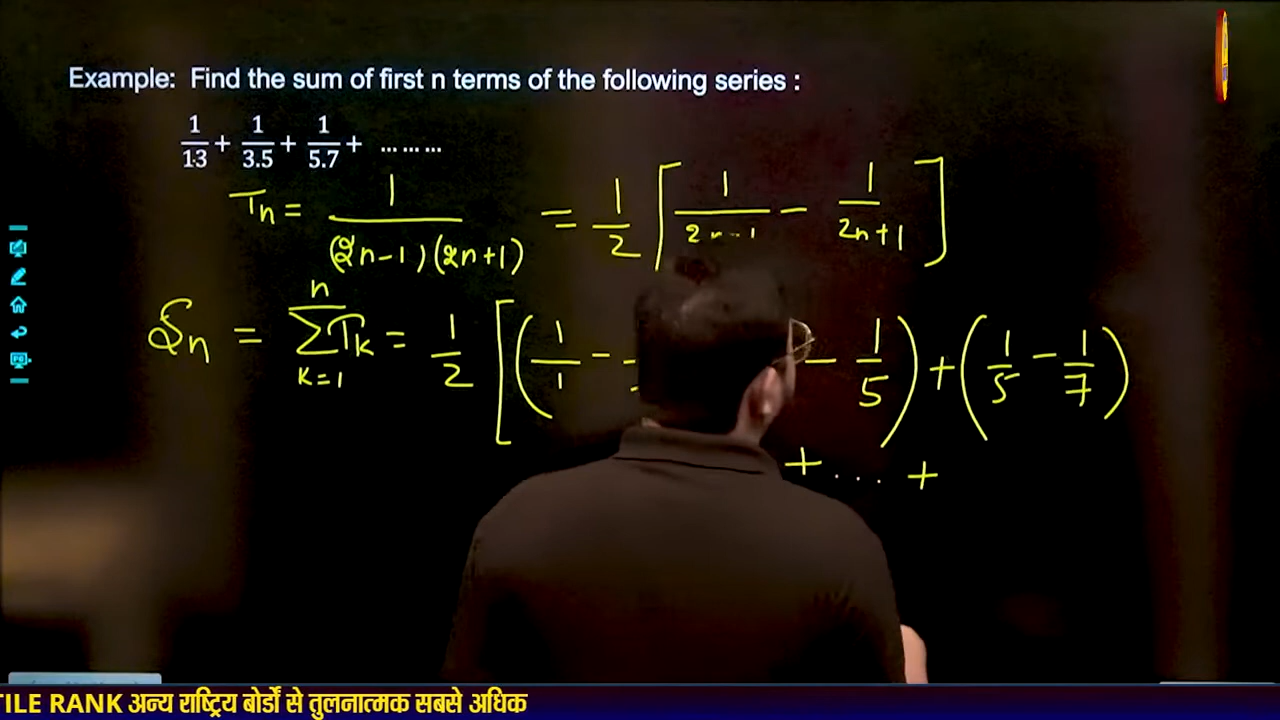 Example: Find the sum of first n terms of the following series :
1/1.3 + 1/3.5 + 1/5.7 + ... ... ...
Tn = 1/(2n-1)(2n+1) = 1/2 [ 1/2n-1 - 1/2n+1 ]
Sn = n∑k=1 Tk = 1/2 [ ( 1/1 - - 1/5 ) + ( 1/5 - 1/7 )
+ ... +
TILE RANK अन्य राष्ट्रिय बोर्डों से तुलनात्मक सबसे अधिक